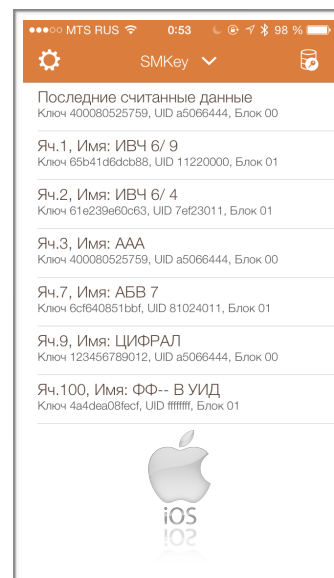 MTS RUS 0:53 98 %
SMKey
Последние считанные данные
Ключ 400080525759, UID a5066444, Блок 00
Яч.1, Имя: ИВЧ 6/ 9
Ключ 65b41d6dcb88, UID 11220000, Блок 01
Яч.2, Имя: ИВЧ 6/ 4
Ключ 61e239e60c63, UID 7ef23011, Блок 01
Яч.3, Имя: ААА
Ключ 400080525759, UID a5066444, Блок 00
Яч.7, Имя: АБВ 7
Ключ 6cf640851bbf, UID 81024011, Блок 01
Яч.9, Имя: ЦИФРАЛ
Ключ 123456789012, UID a5066444, Блок 00
Яч.100, Имя: ФФ-- В УИД
Ключ 4a4dea08fecf, UID ffffffff, Блок 01
iOS